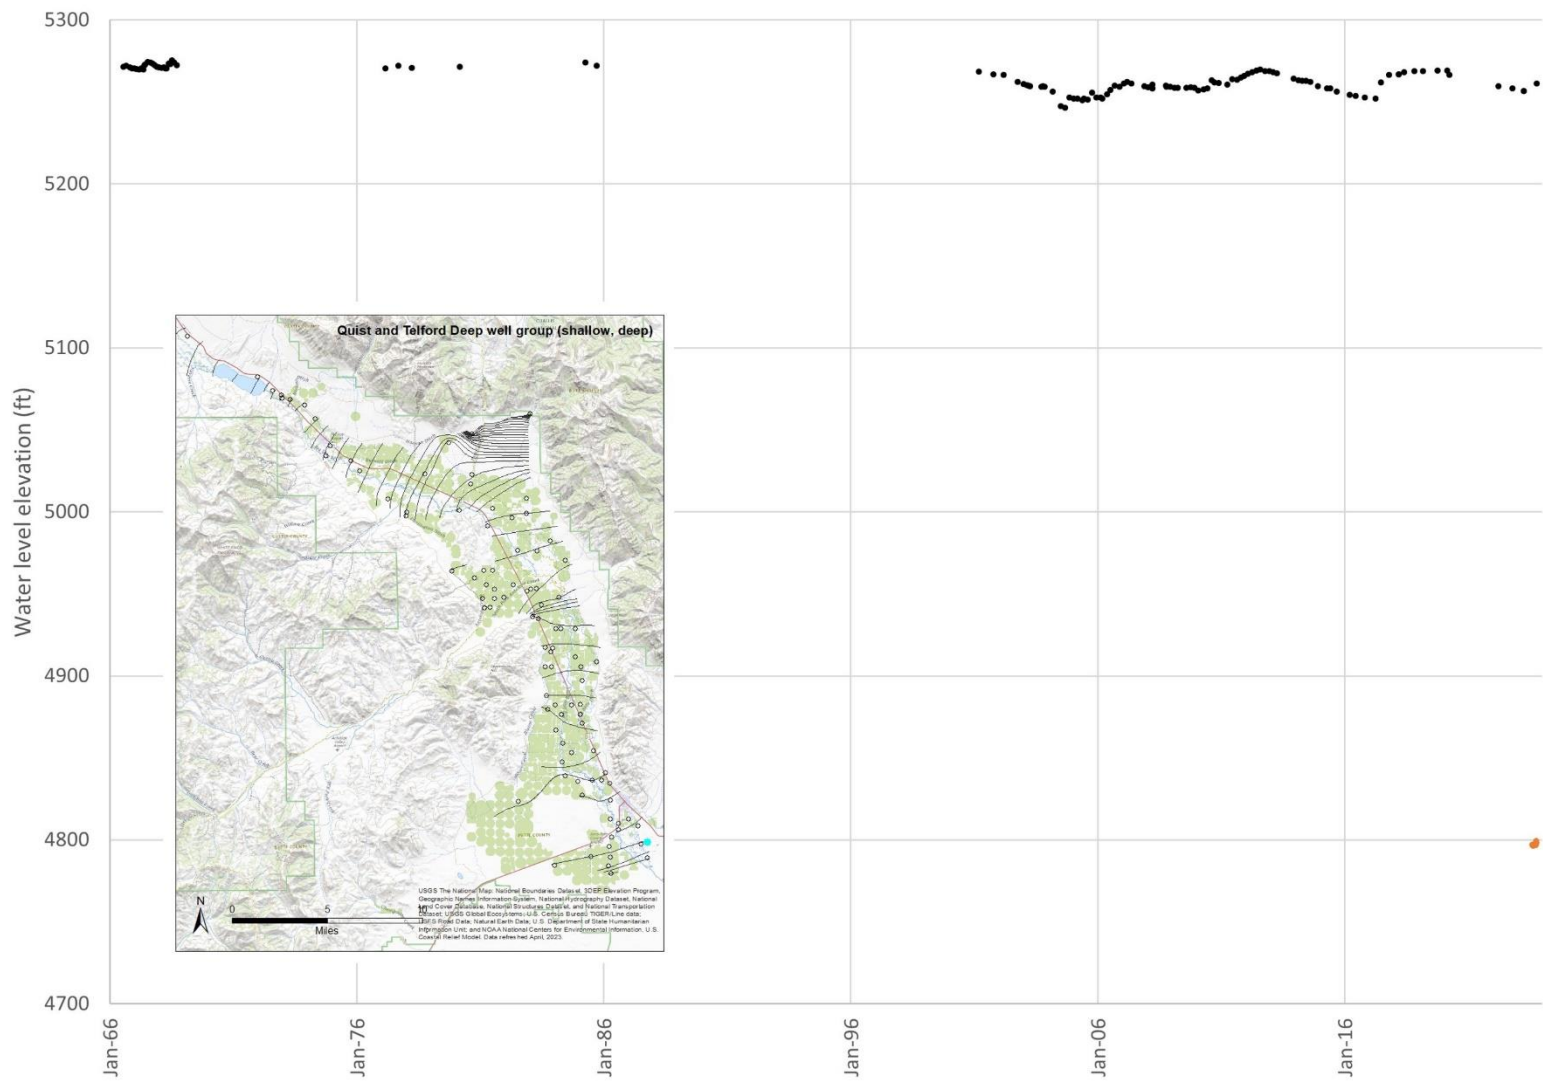 5300
5200
5100
5000
4900
4800
4700
Water level elevation (ft)
Jan-66
Jan-76
Jan-86
Jan-96
Jan-06
Jan-16
Quist and Telford Deep well group (shallow, deep)
N
0 5 10
Miles
USGS The National Map: National Boundaries Dataset, 3DEP Elevation Program,
Geographic Names Information System, National Hydrography Dataset, National
Land Cover Database, National Structures Dataset, and National Transportation
Dataset; USGS Global Ecosystems; U.S. Census Bureau TIGER/Line data;
USFS Road Data; Natural Earth Data; U.S. Department of State Humanitarian
Information Unit; and NOAA National Centers for Environmental Information, U.S.
Coastal Relief Model. Data refreshed April, 2023.